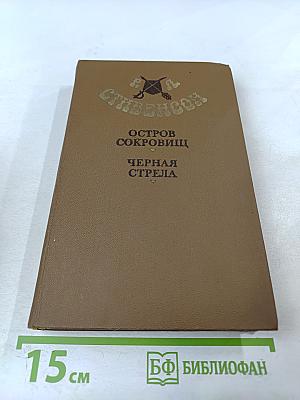 Р Л
СТИВЕНСОН
ОСТРОВ
СОКРОВИЩ
ЧЕРНАЯ
СТРЕЛА
15 см
БФ БИБЛИОФАН